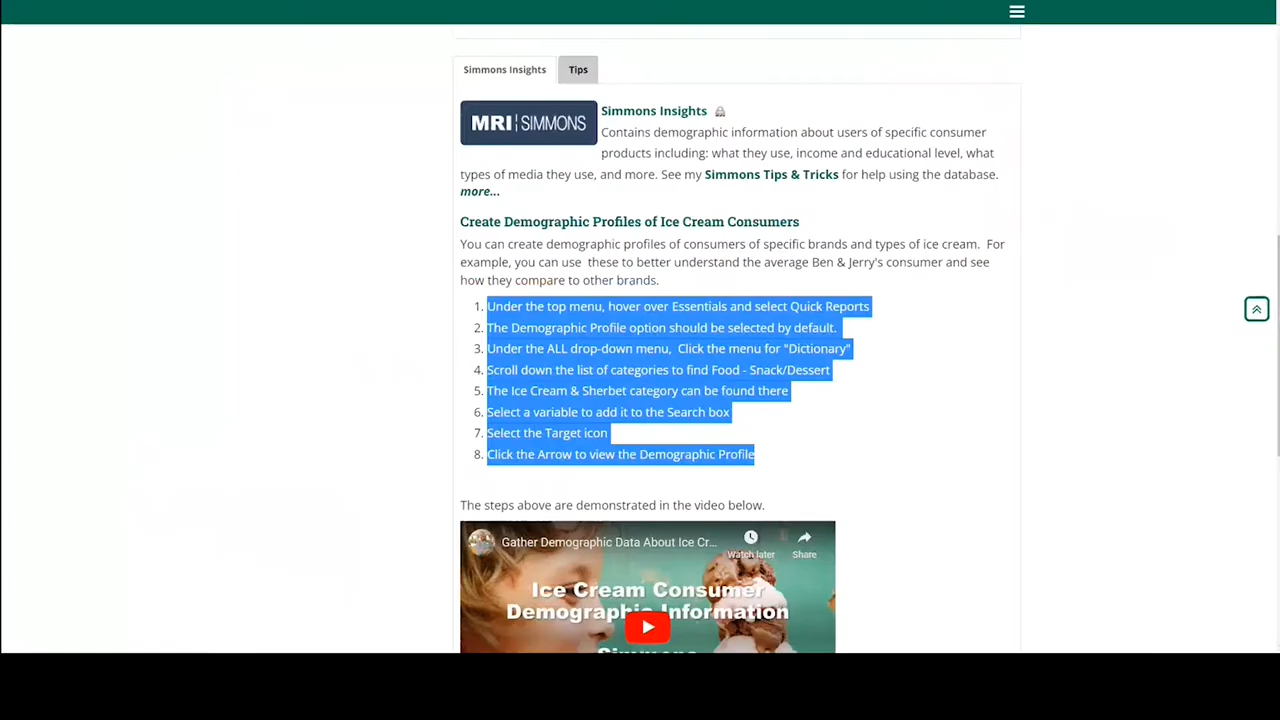 Simmons Insights
Tips
MRI SIMMONS
Simmons Insights
Contains demographic information about users of specific consumer
products including: what they use, income and educational level, what
types of media they use, and more. See my Simmons Tips & Tricks for help using the database.
more...
Create Demographic Profiles of Ice Cream Consumers
You can create demographic profiles of consumers of specific brands and types of ice cream. For
example, you can use these to better understand the average Ben & Jerry's consumer and see
how they compare to other brands.
1. Under the top menu, hover over Essentials and select Quick Reports
2. The Demographic Profile option should be selected by default.
3. Under the ALL drop-down menu, Click the menu for "Dictionary"
4. Scroll down the list of categories to find Food - Snack/Dessert
5. The Ice Cream & Sherbet category can be found there
6. Select a variable to add it to the Search box
7. Select the Target icon
8. Click the Arrow to view the Demographic Profile
The steps above are demonstrated in the video below.
Gather Demographic Data About Ice Cr...
Watch later
Share
Ice Cream Consumer
Demographic Information
Simmons